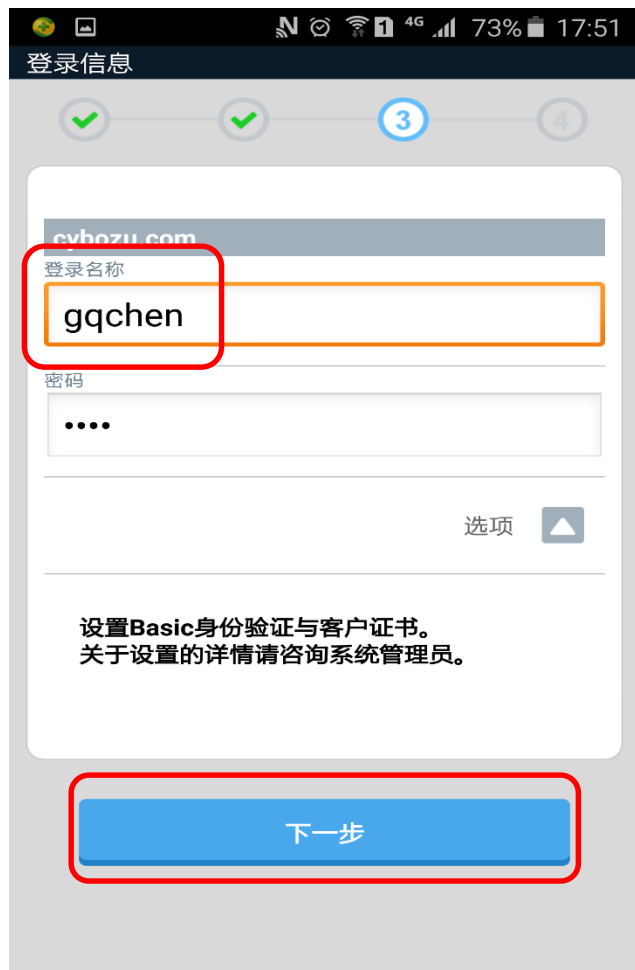 4G 73% 17:51
登录信息
3 4
cybozu.com
登录名称
gqchen
密码
••••
选项
设置Basic身份验证与客户证书。
关于设置的详情请咨询系统管理员。
下一步